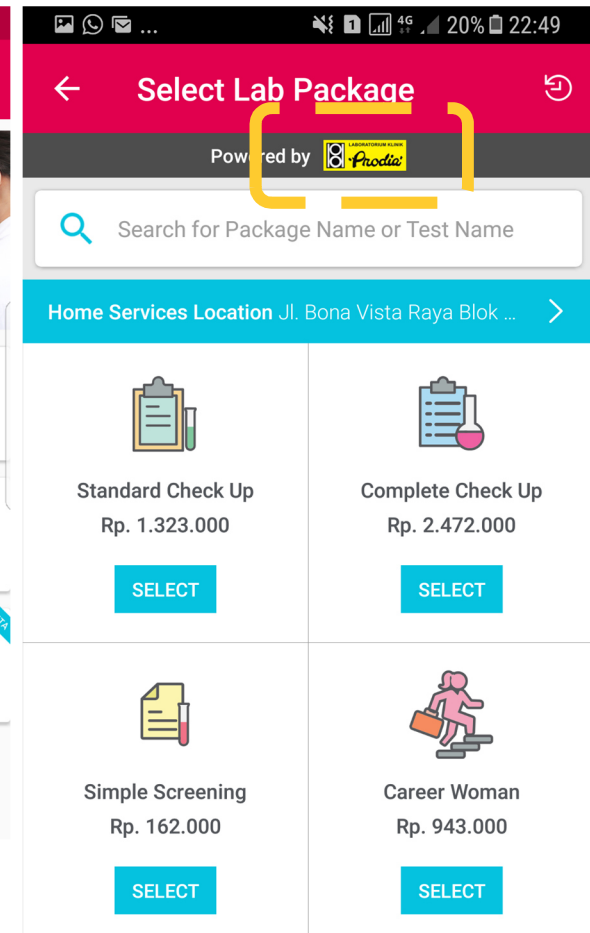 ... 1 4G 20% 22:49
Select Lab Package
Powered by LABORATORIUM KLINIK Prodia
Search for Package Name or Test Name
Home Services Location Jl. Bona Vista Raya Blok ...
Standard Check Up
Rp. 1.323.000
SELECT
Complete Check Up
Rp. 2.472.000
SELECT
Simple Screening
Rp. 162.000
SELECT
Career Woman
Rp. 943.000
SELECT